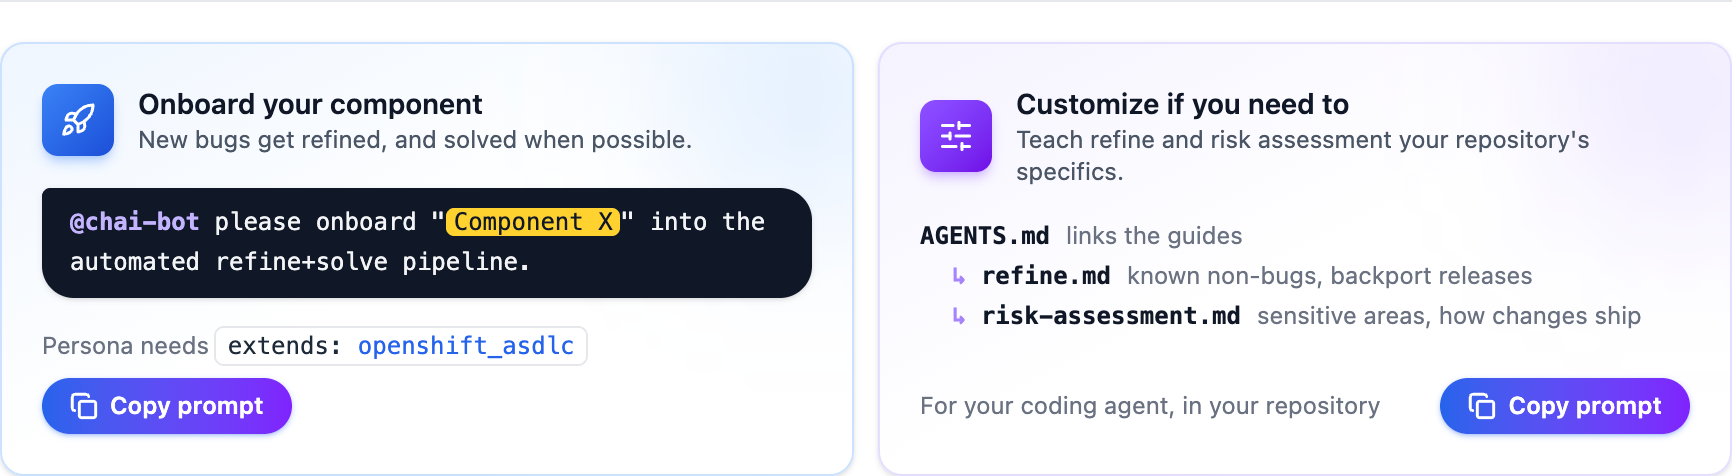 Onboard your component
New bugs get refined, and solved when possible.
@chai-bot please onboard "Component X" into the
automated refine+solve pipeline.
Persona needs extends: openshift_asdlc
Copy prompt
Customize if you need to
Teach refine and risk assessment your repository's
specifics.
AGENTS.md links the guides
↳ refine.md known non-bugs, backport releases
↳ risk-assessment.md sensitive areas, how changes ship
For your coding agent, in your repository
Copy prompt